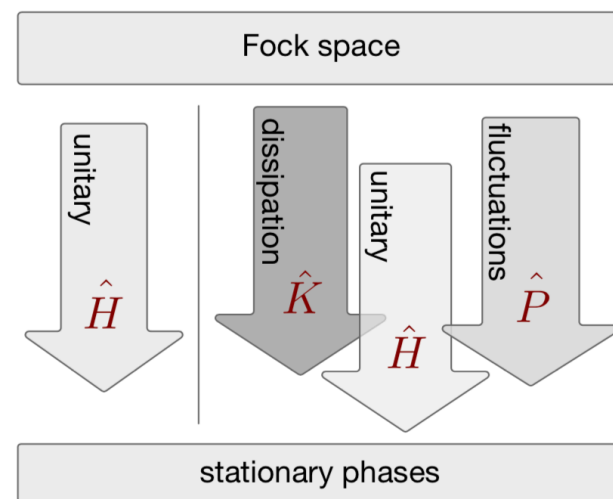 Fock space
unitary
Ĥ
dissipation
K̂
unitary
Ĥ
fluctuations
P̂
stationary phases